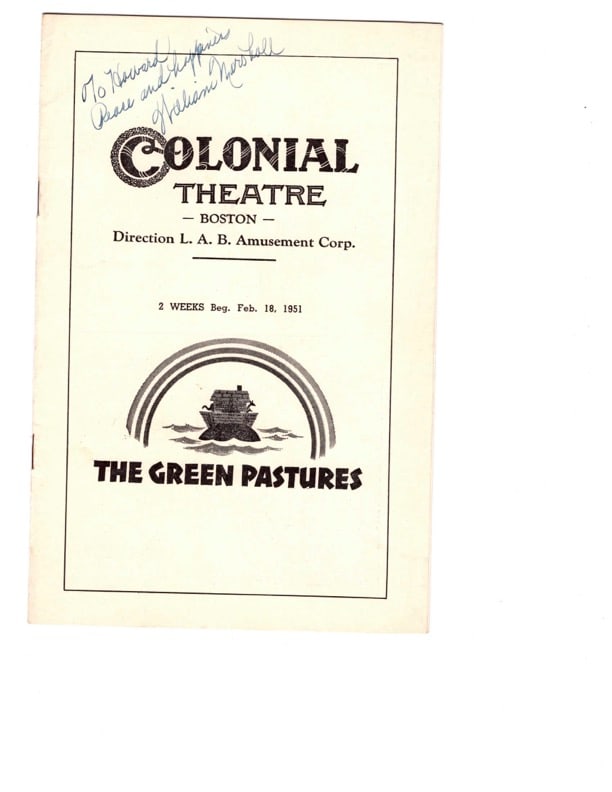 To Howard
Peace and happiness
William Marshall
COLONIAL
THEATRE
— BOSTON —
Direction L. A. B. Amusement Corp.
2 WEEKS Beg. Feb. 18, 1951
THE GREEN PASTURES